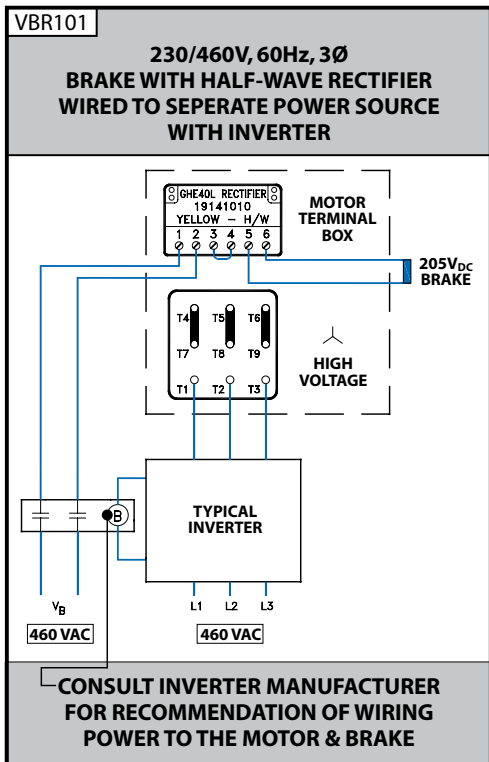 VBR101
230/460V, 60Hz, 3Ø
BRAKE WITH HALF-WAVE RECTIFIER
WIRED TO SEPERATE POWER SOURCE
WITH INVERTER
GHE40L RECTIFIER
19141010
YELLOW - H/W
1 2 3 4 5 6
MOTOR
TERMINAL
BOX
205VDC
BRAKE
T4 T5 T6
T7 T8 T9
T1 T2 T3
HIGH
VOLTAGE
TYPICAL
INVERTER
B
VB
L1 L2 L3
460 VAC
460 VAC
CONSULT INVERTER MANUFACTURER
FOR RECOMMENDATION OF WIRING
POWER TO THE MOTOR & BRAKE